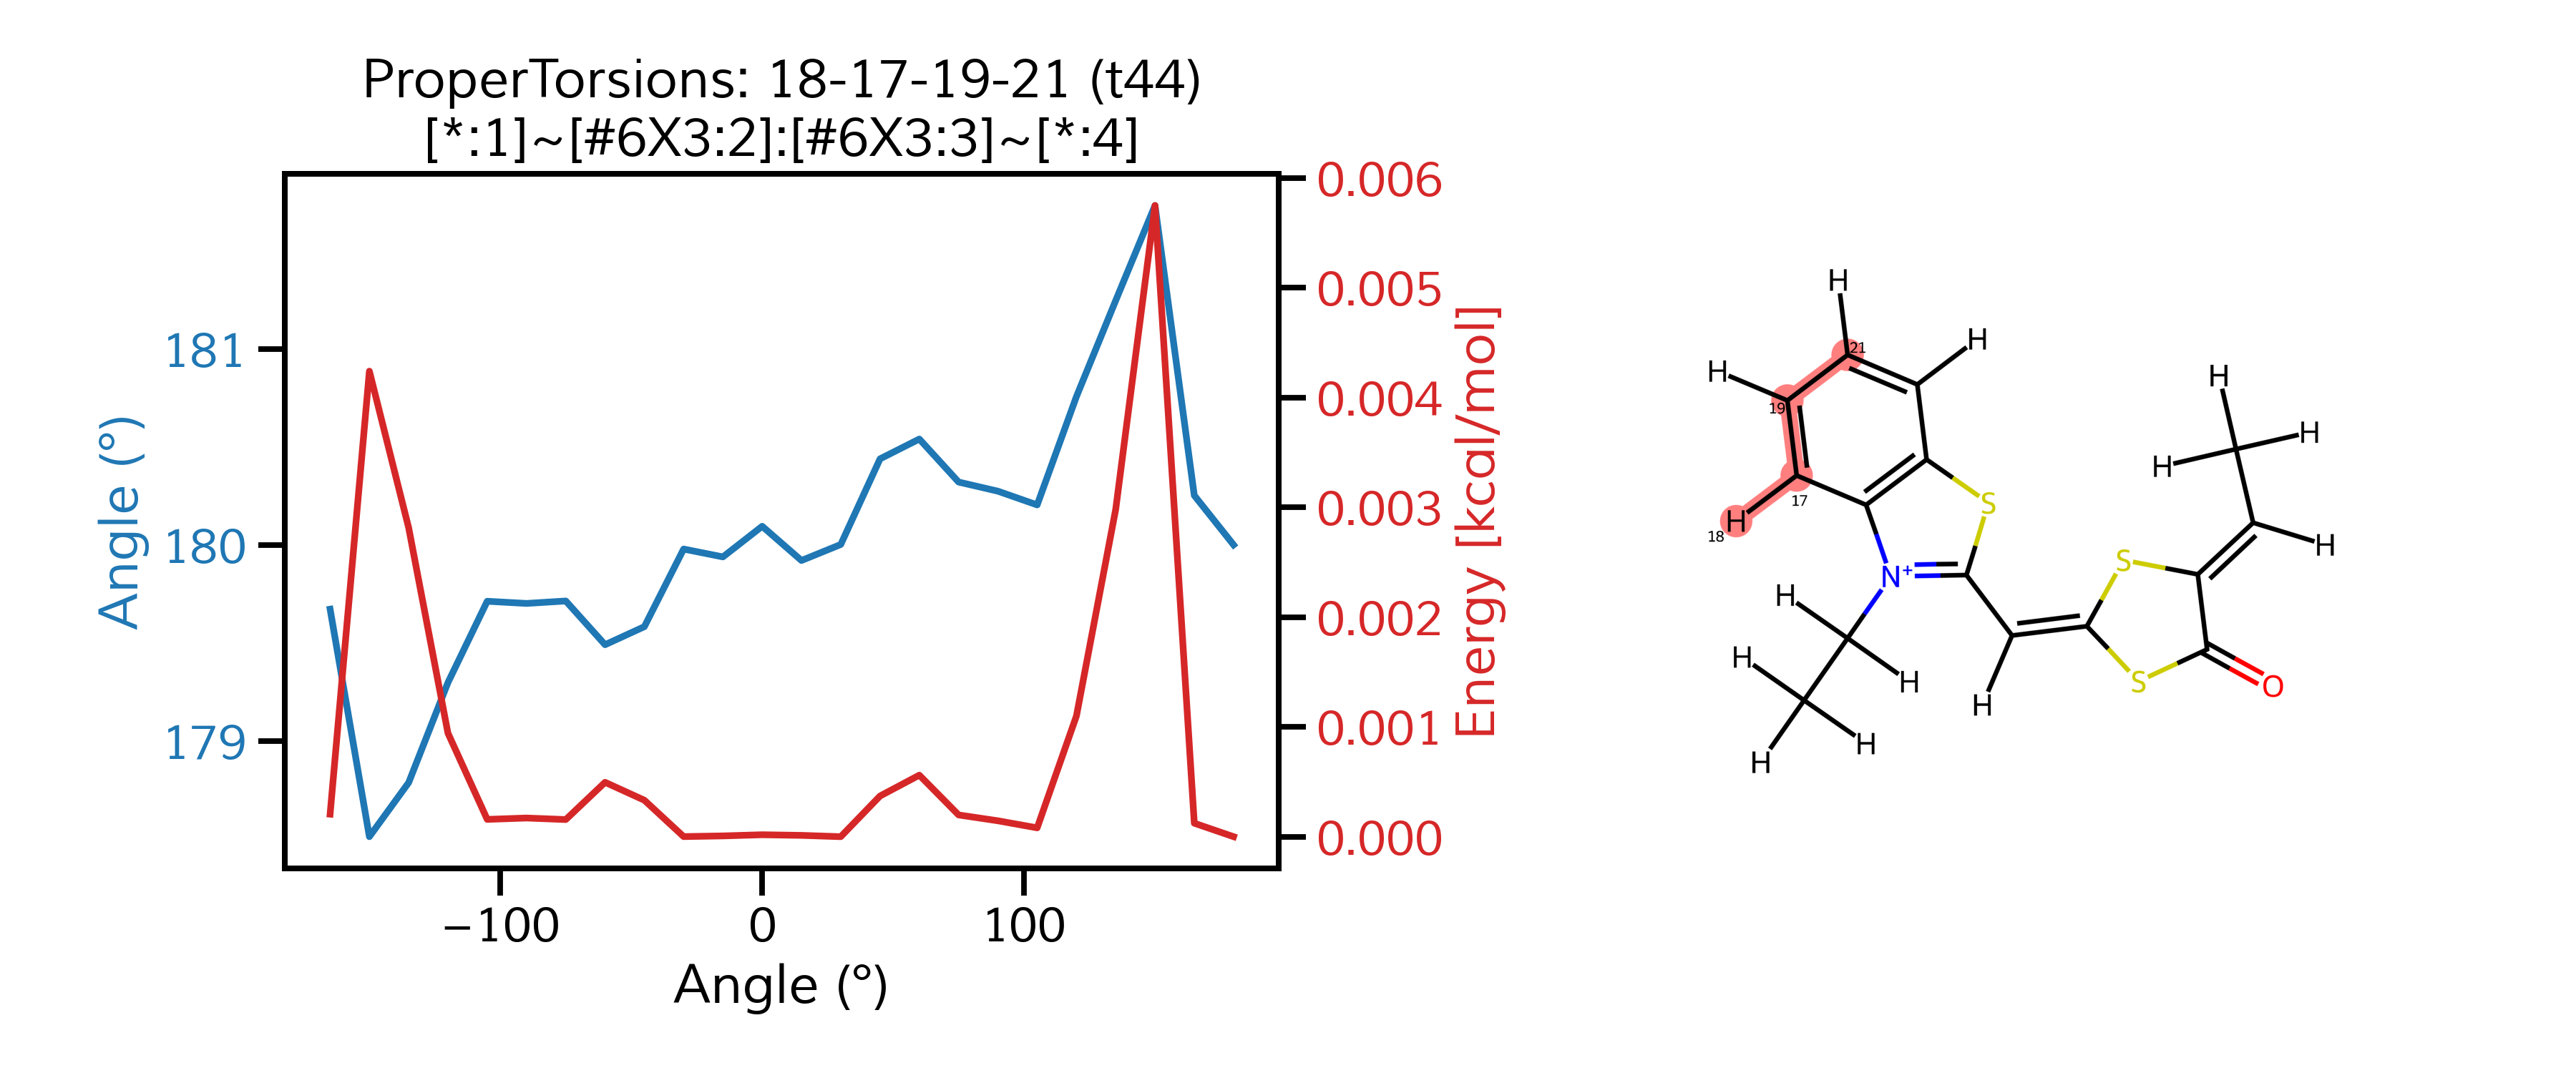 ProperTorsions: 18-17-19-21 (t44)
[*:1]~[#6X3:2]:[#6X3:3]~[*:4]
Angle (°)
181
180
179
0.006
0.005
0.004
0.003
0.002
0.001
0.000
Energy [kcal/mol]
−100
0
100
Angle (°)
H
H
21
H
H
19
17
H
18
S
N⁺
H
H
H
H
H
H
H
H
H
H
S
S
O